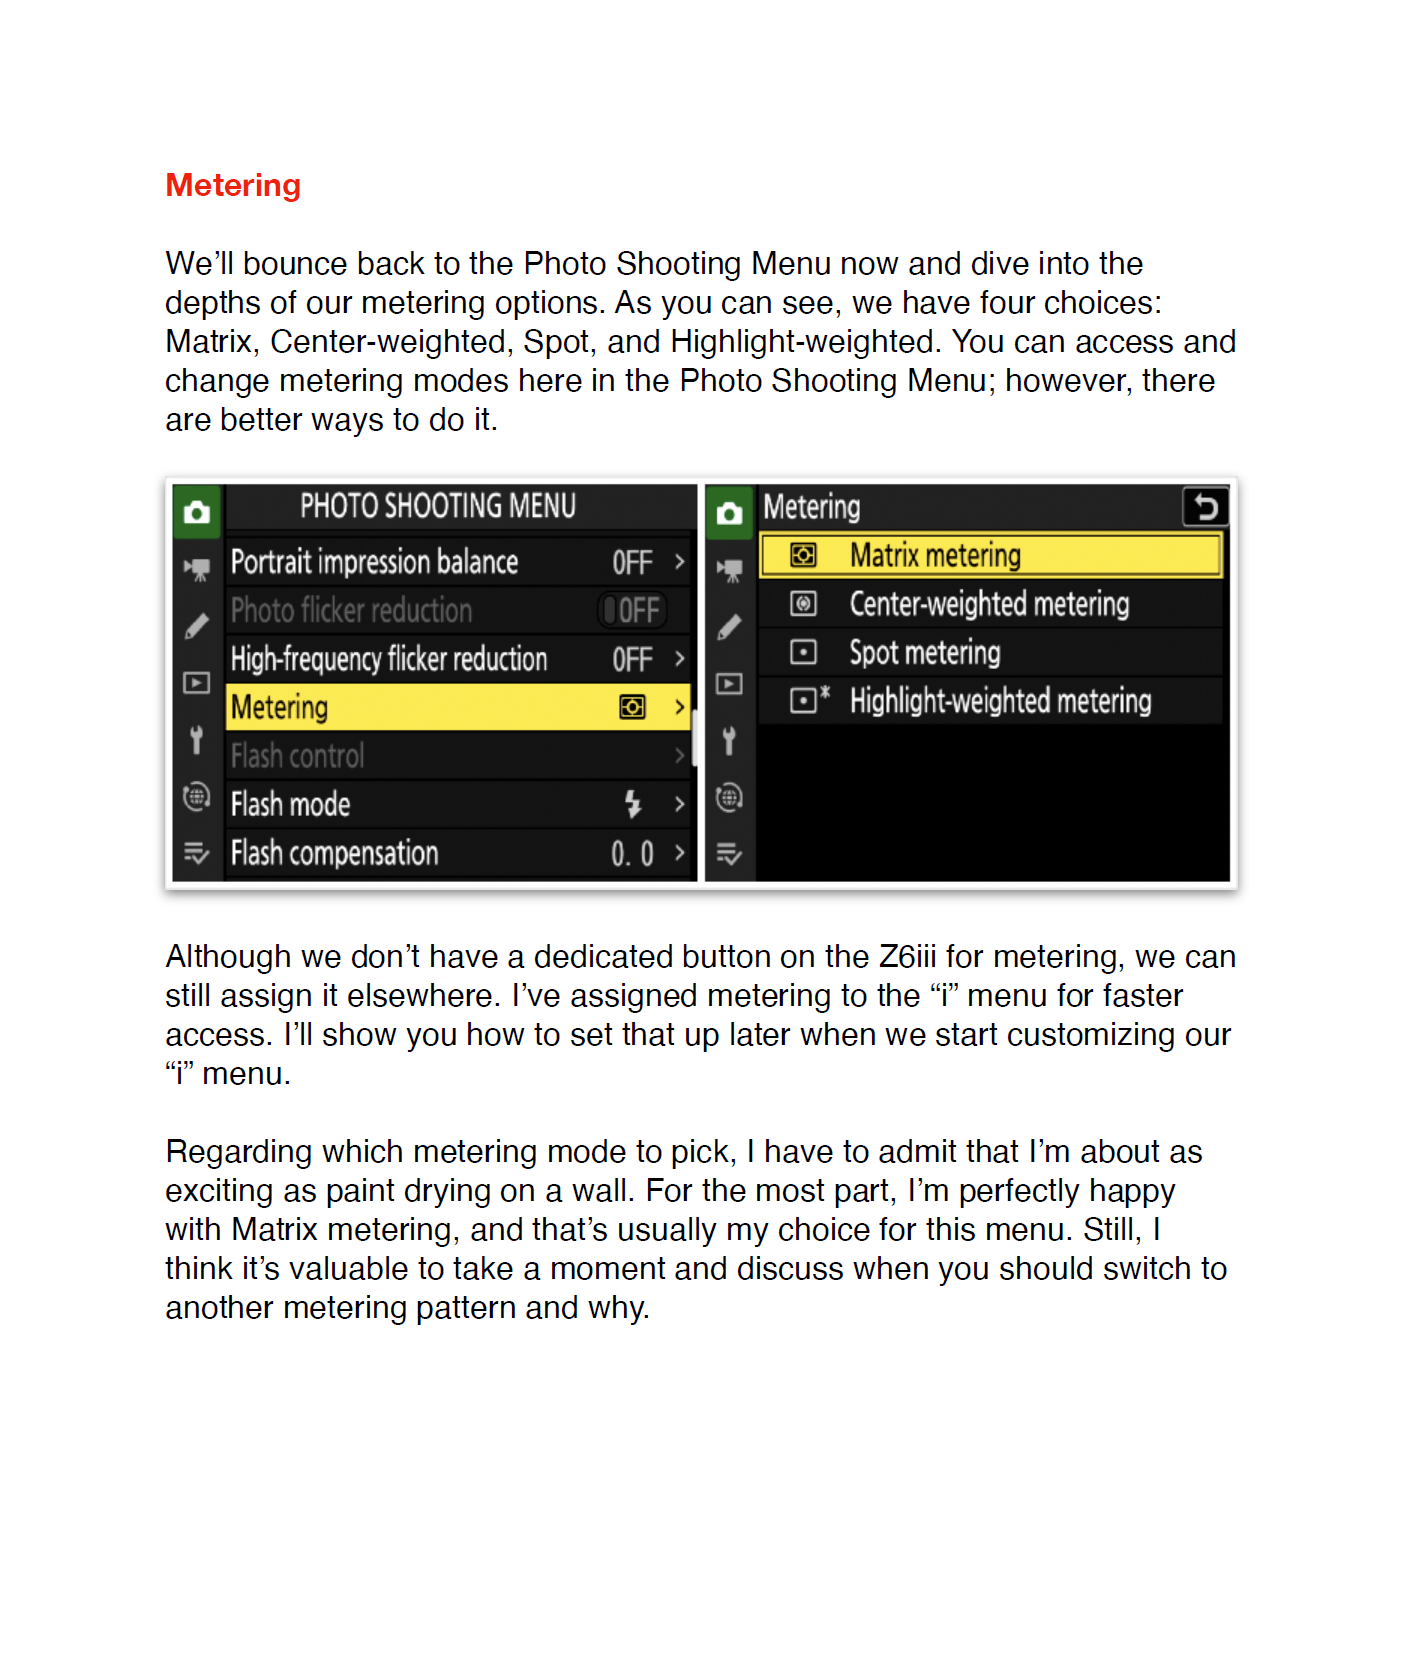 Metering
We’ll bounce back to the Photo Shooting Menu now and dive into the
depths of our metering options. As you can see, we have four choices:
Matrix, Center-weighted, Spot, and Highlight-weighted. You can access and
change metering modes here in the Photo Shooting Menu; however, there
are better ways to do it.
PHOTO SHOOTING MENU
Portrait impression balance OFF >
Photo flicker reduction OFF
High-frequency flicker reduction OFF >
Metering >
Flash control >
Flash mode >
Flash compensation 0. 0 >
Metering
Matrix metering
Center-weighted metering
Spot metering
Highlight-weighted metering
Although we don’t have a dedicated button on the Z6iii for metering, we can
still assign it elsewhere. I’ve assigned metering to the “i” menu for faster
access. I’ll show you how to set that up later when we start customizing our
“i” menu.
Regarding which metering mode to pick, I have to admit that I’m about as
exciting as paint drying on a wall. For the most part, I’m perfectly happy
with Matrix metering, and that’s usually my choice for this menu. Still, I
think it’s valuable to take a moment and discuss when you should switch to
another metering pattern and why.